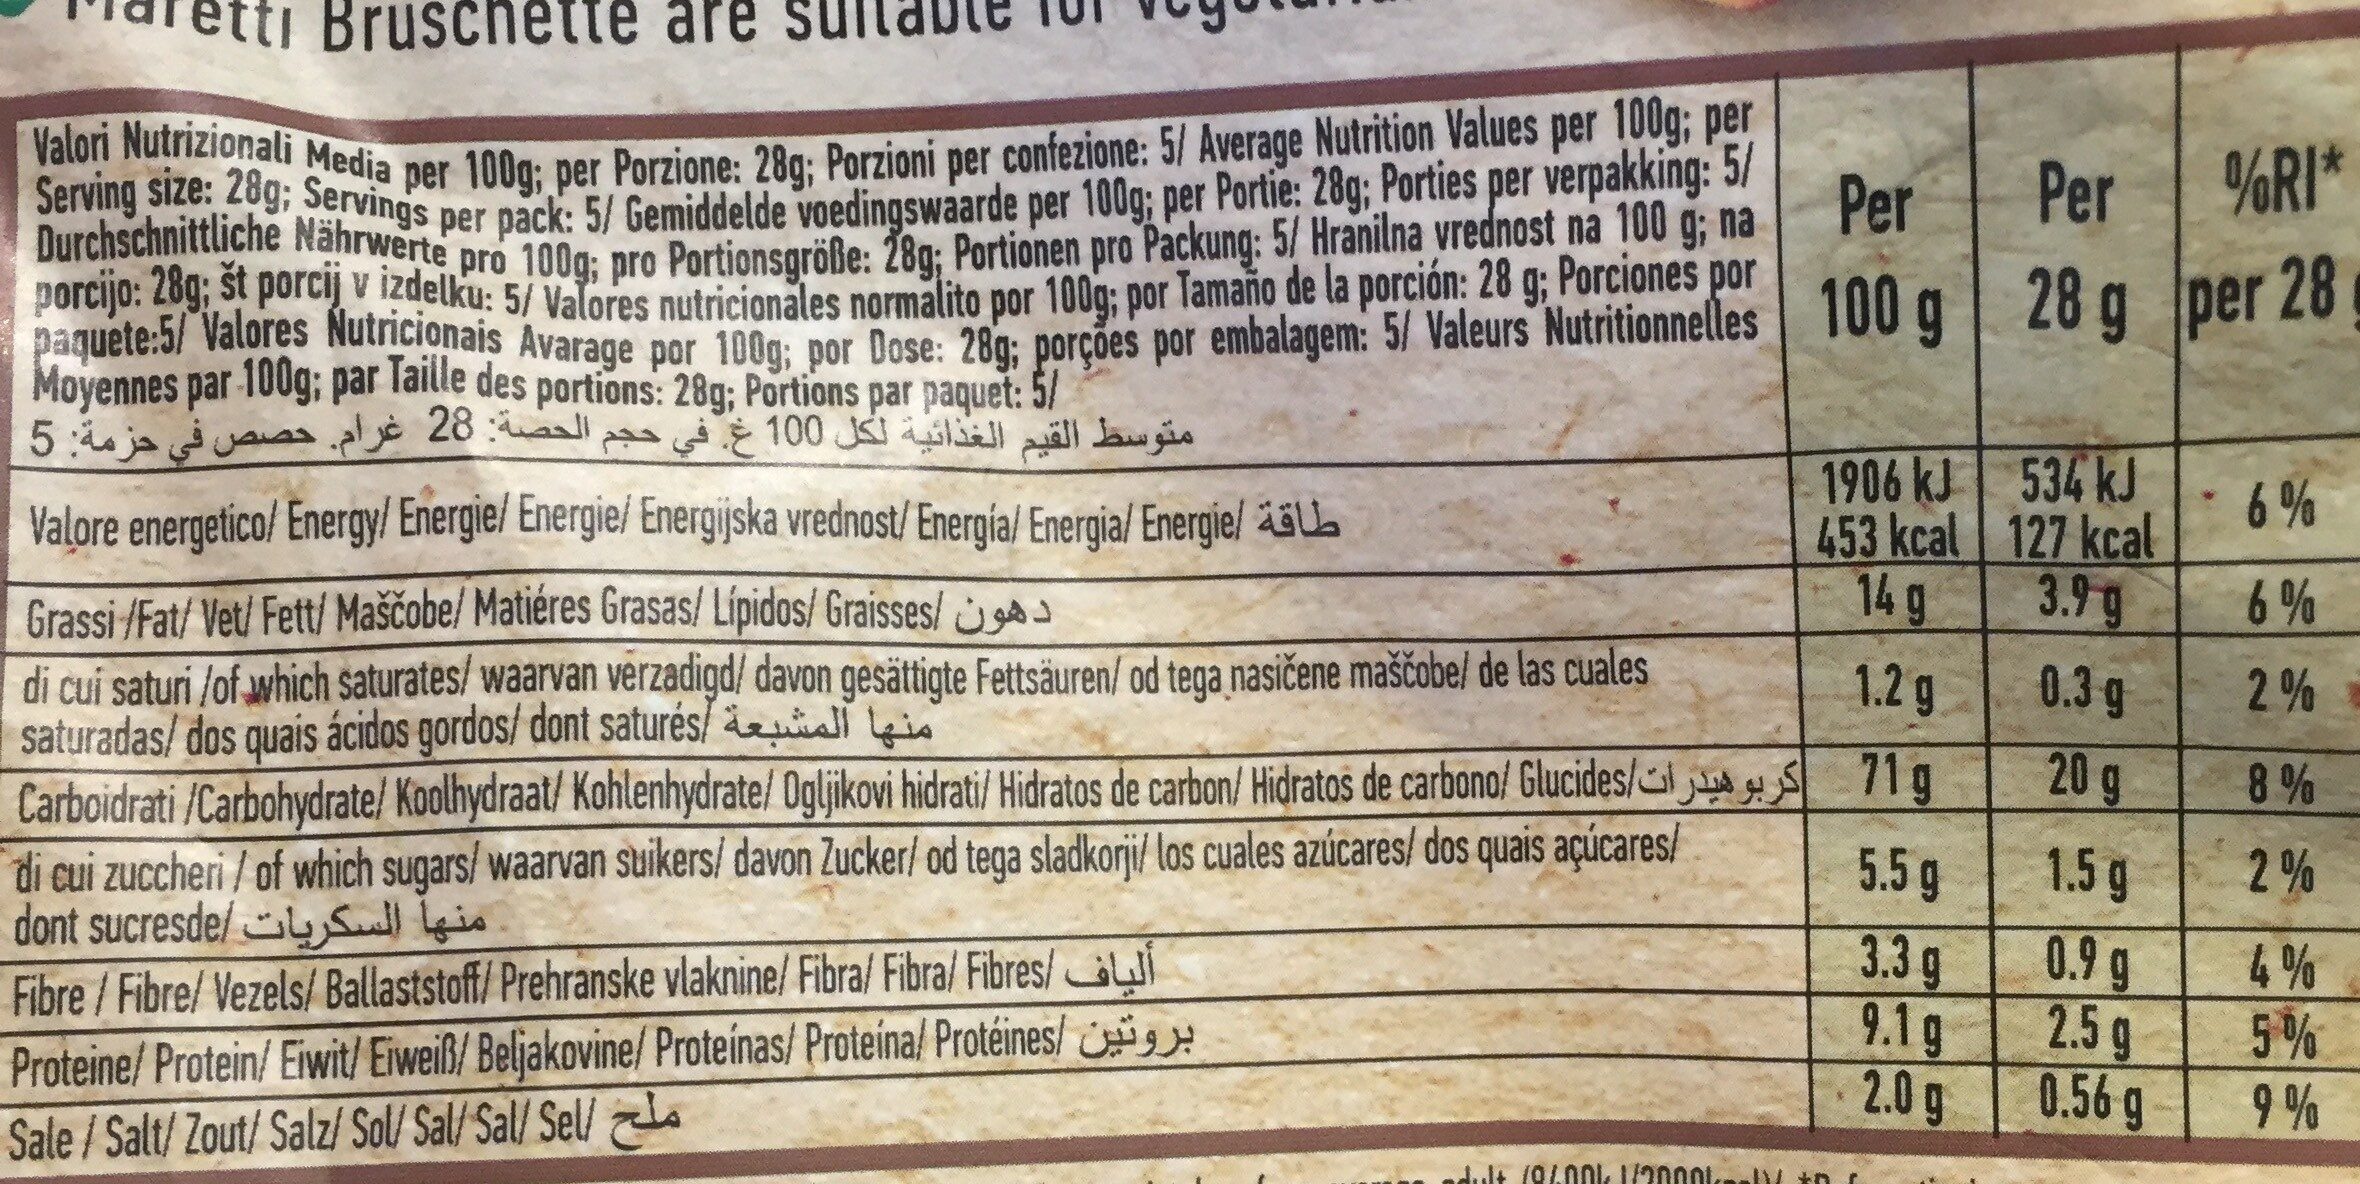 Maretti Bruschette are suitable for
Valori Nutrizionali Media per 100g; per Porzione: 28g; Porzioni per confezione: 5/ Average Nutrition Values per 100g; per
Serving size: 28g; Servings per pack: 5/ Gemiddelde voedingswaarde per 100g; per Portie: 28g; Porties per verpakking: 5/
Durchschnittliche Nährwerte pro 100g; pro Portionsgröße: 28g; Portionen pro Packung: 5/ Hranilna vrednost na 100 g; na
porcijo: 28g; št porcij v izdelku: 5/ Valores nutricionales normalito por 100g; por Tamaño de la porción: 28 g; Porciones por
paquete:5/ Valores Nutricionais Avarage por 100g; por Dose: 28g; porções por embalagem: 5/ Valeurs Nutritionnelles
Moyennes par 100g; par Taille des portions: 28g; Portions par paquet: 5/
متوسط القيم الغذائية لكل 100 غ. في حجم الحصة: 28 غرام. حصص في حزمة: 5
Per 100 g
Per 28 g
%RI* per 28
Valore energetico/ Energy/ Energie/ Energie/ Energijska vrednost/ Energía/ Energia/ Energie/ طاقة 1906 kJ 534 kJ 6 %
453 kcal 127 kcal
Grassi /Fat/ Vet/ Fett/ Maščobe/ Matiéres Grasas/ Lípidos/ Graisses/ دهون 14 g 3.9 g 6 %
di cui saturi /of which saturates/ waarvan verzadigd/ davon gesättigte Fettsäuren/ od tega nasičene maščobe/ de las cuales
saturadas/ dos quais ácidos gordos/ dont saturés/ منها المشبعة 1.2 g 0.3 g 2 %
Carboidrati /Carbohydrate/ Koolhydraat/ Kohlenhydrate/ Ogljikovi hidrati/ Hidratos de carbon/ Hidratos de carbono/ Glucides/كربوهيدرات 71 g 20 g 8 %
di cui zuccheri / of which sugars/ waarvan suikers/ davon Zucker/ od tega sladkorji/ los cuales azúcares/ dos quais açúcares/
dont sucresde/ منها السكريات 5.5 g 1.5 g 2 %
Fibre / Fibre/ Vezels/ Ballaststoff/ Prehranske vlaknine/ Fibra/ Fibra/ Fibres/ ألياف 3.3 g 0.9 g 4 %
Proteine/ Protein/ Eiwit/ Eiweiß/ Beljakovine/ Proteínas/ Proteína/ Protéines/ بروتين 9.1 g 2.5 g 5 %
Sale / Salt/ Zout/ Salz/ Sol/ Sal/ Sal/ Sel/ ملح 2.0 g 0.56 g 9 %